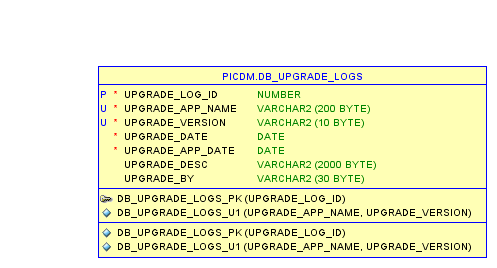 PICDM.DB_UPGRADE_LOGS
P * UPGRADE_LOG_ID NUMBER
U * UPGRADE_APP_NAME VARCHAR2 (200 BYTE)
U * UPGRADE_VERSION VARCHAR2 (10 BYTE)
* UPGRADE_DATE DATE
* UPGRADE_APP_DATE DATE
UPGRADE_DESC VARCHAR2 (2000 BYTE)
UPGRADE_BY VARCHAR2 (30 BYTE)
DB_UPGRADE_LOGS_PK (UPGRADE_LOG_ID)
DB_UPGRADE_LOGS_U1 (UPGRADE_APP_NAME, UPGRADE_VERSION)
DB_UPGRADE_LOGS_PK (UPGRADE_LOG_ID)
DB_UPGRADE_LOGS_U1 (UPGRADE_APP_NAME, UPGRADE_VERSION)